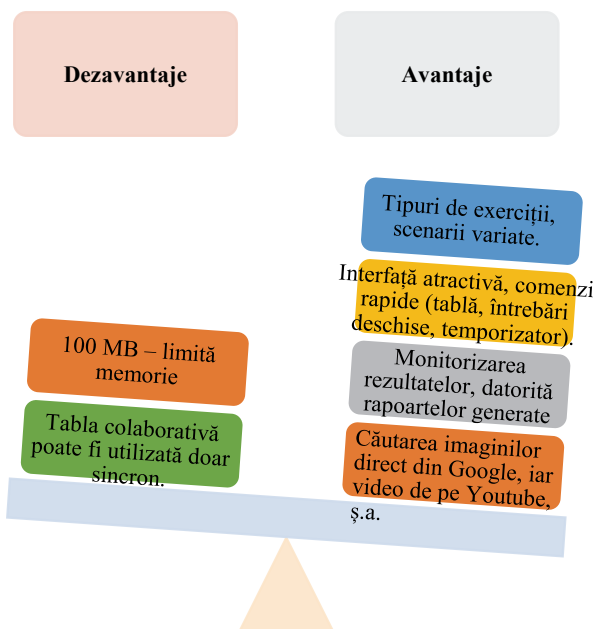 Dezavantaje
Avantaje
Tipuri de exerciții,
scenarii variate.
Interfață atractivă, comenzi
rapide (tablă, întrebări
deschise, temporizator).
100 MB – limită
memorie
Monitorizarea
rezultatelor, datorită
rapoartelor generate
Tabla colaborativă
poate fi utilizată doar
sincron.
Căutarea imaginilor
direct din Google, iar
video de pe Youtube,
ș.a.